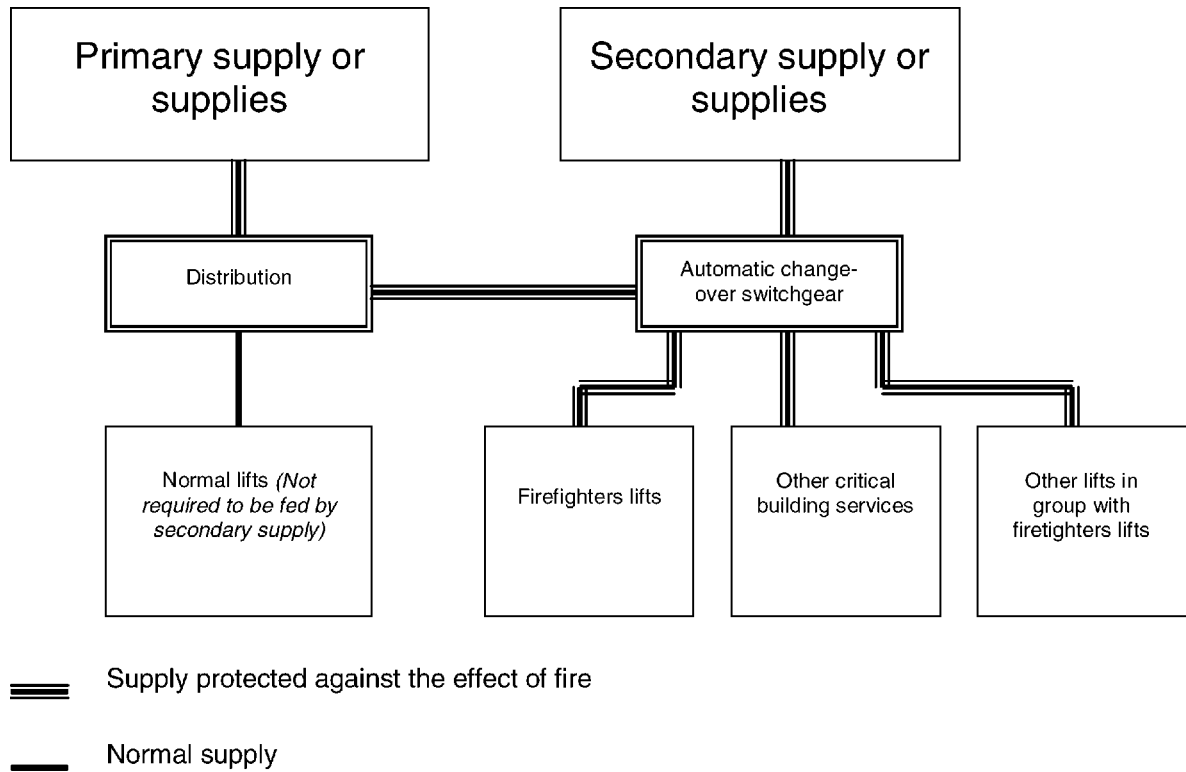 Primary supply or
supplies
Secondary supply or
supplies
Distribution
Automatic change-
over switchgear
Normal lifts (Not
required to be fed by
secondary supply)
Firefighters lifts
Other critical
building services
Other lifts in
group with
firetighters lifts
Supply protected against the effect of fire
Normal supply